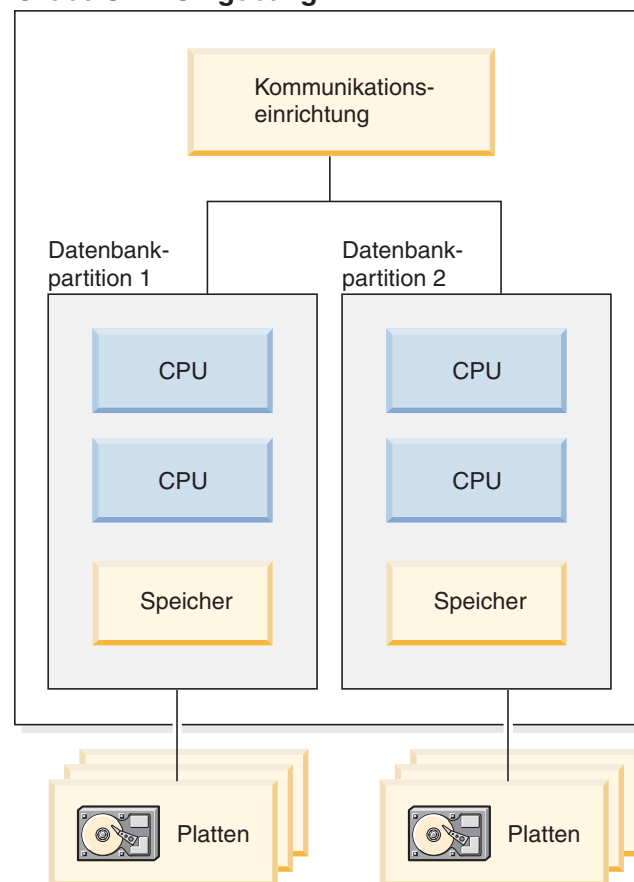 Kommunikations-
einrichtung
Datenbank-
partition 1
Datenbank-
partition 2
CPU
CPU
CPU
CPU
Speicher
Speicher
Platten
Platten